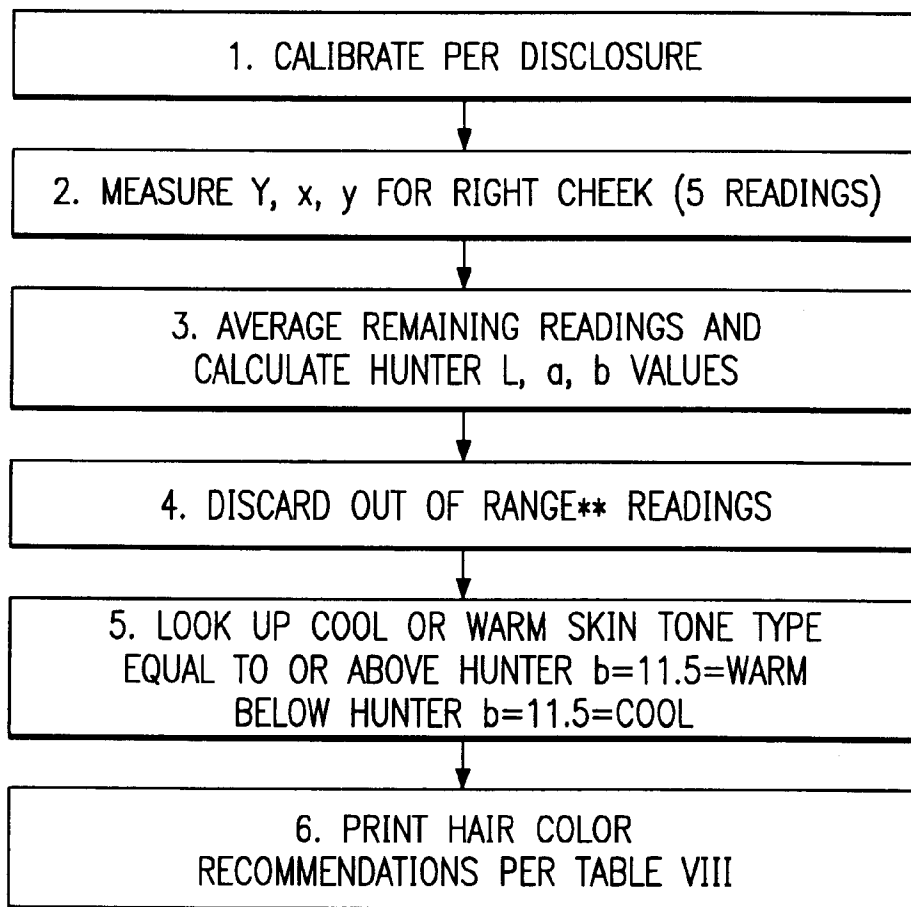 1. CALIBRATE PER DISCLOSURE
2. MEASURE Y, x, y FOR RIGHT CHEEK (5 READINGS)
3. AVERAGE REMAINING READINGS AND
CALCULATE HUNTER L, a, b VALUES
4. DISCARD OUT OF RANGE** READINGS
5. LOOK UP COOL OR WARM SKIN TONE TYPE
EQUAL TO OR ABOVE HUNTER b=11.5=WARM
BELOW HUNTER b=11.5=COOL
6. PRINT HAIR COLOR
RECOMMENDATIONS PER TABLE VIII